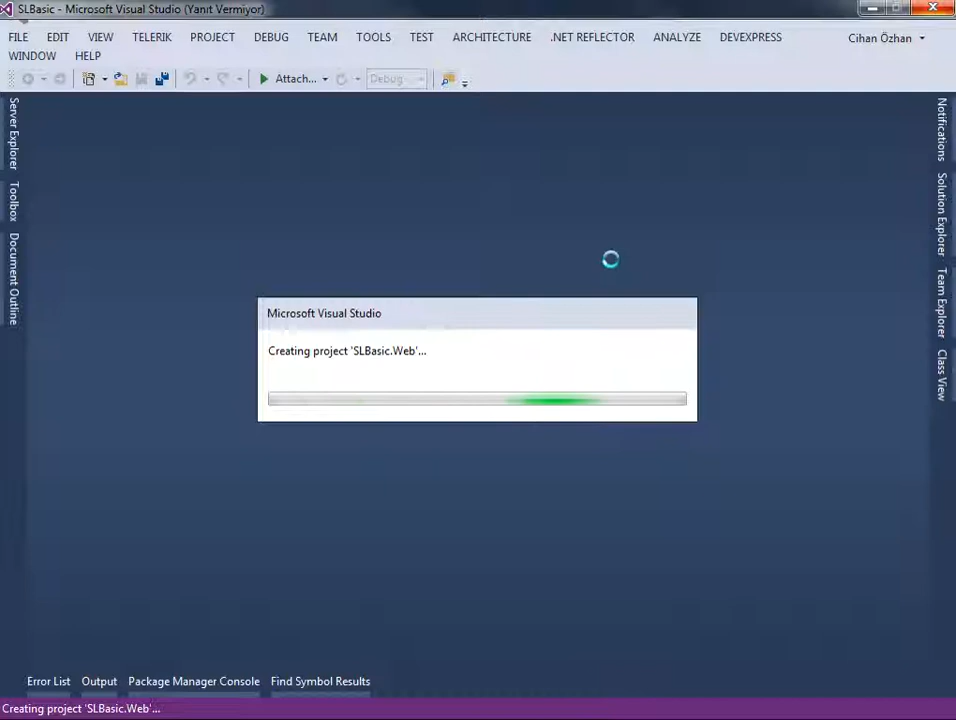 SLBasic - Microsoft Visual Studio (Yanıt Vermiyor)
FILE EDIT VIEW TELERIK PROJECT DEBUG TEAM TOOLS TEST ARCHITECTURE .NET REFLECTOR ANALYZE DEVEXPRESS Cihan Özhan
WINDOW HELP
Attach... Debug
Server Explorer
Toolbox
Document Outline
Notifications
Solution Explorer
Team Explorer
Class View
Microsoft Visual Studio
Creating project 'SLBasic.Web'...
Error List Output Package Manager Console Find Symbol Results
Creating project 'SLBasic.Web'...